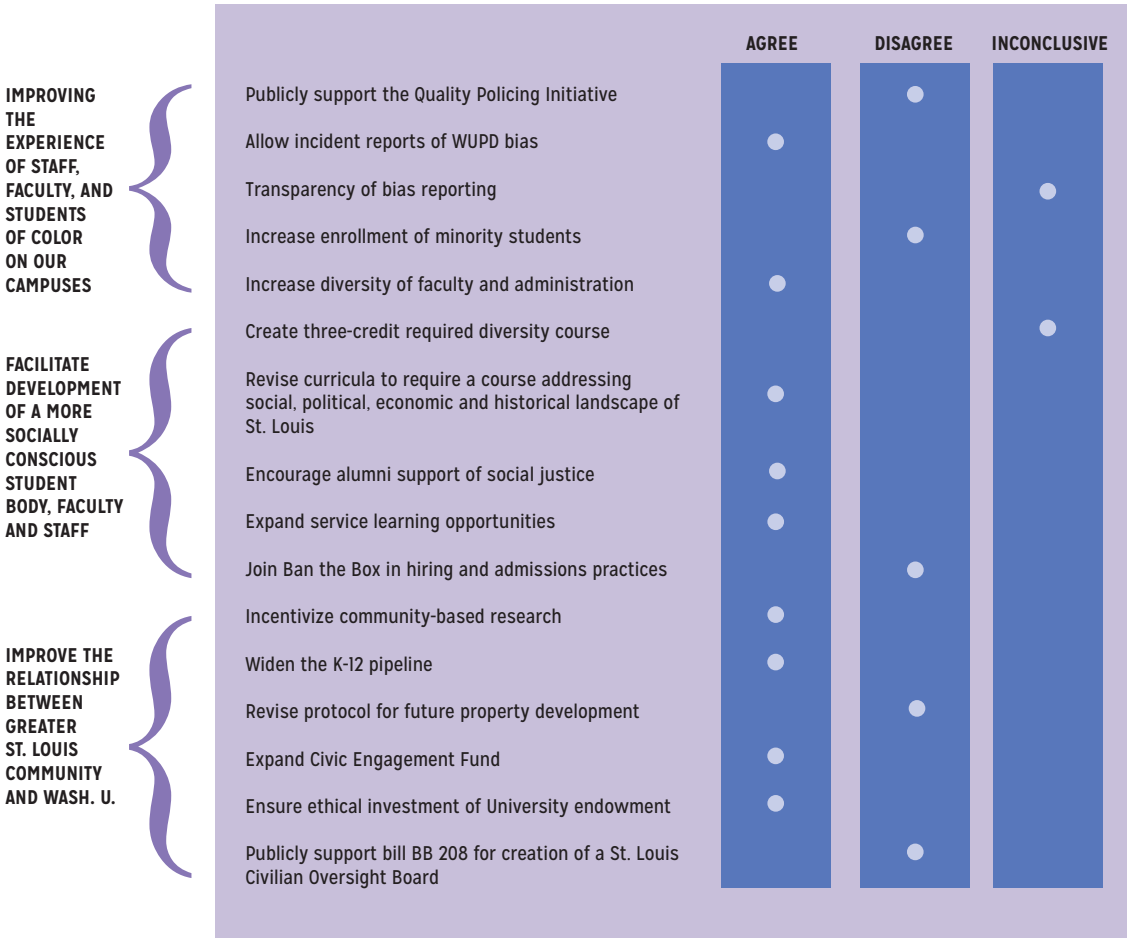 AGREE DISAGREE INCONCLUSIVE
IMPROVING
THE
EXPERIENCE
OF STAFF,
FACULTY, AND
STUDENTS
OF COLOR
ON OUR
CAMPUSES
Publicly support the Quality Policing Initiative
Allow incident reports of WUPD bias
Transparency of bias reporting
Increase enrollment of minority students
Increase diversity of faculty and administration
FACILITATE
DEVELOPMENT
OF A MORE
SOCIALLY
CONSCIOUS
STUDENT
BODY, FACULTY
AND STAFF
Create three-credit required diversity course
Revise curricula to require a course addressing
social, political, economic and historical landscape of
St. Louis
Encourage alumni support of social justice
Expand service learning opportunities
Join Ban the Box in hiring and admissions practices
IMPROVE THE
RELATIONSHIP
BETWEEN
GREATER
ST. LOUIS
COMMUNITY
AND WASH. U.
Incentivize community-based research
Widen the K-12 pipeline
Revise protocol for future property development
Expand Civic Engagement Fund
Ensure ethical investment of University endowment
Publicly support bill BB 208 for creation of a St. Louis
Civilian Oversight Board